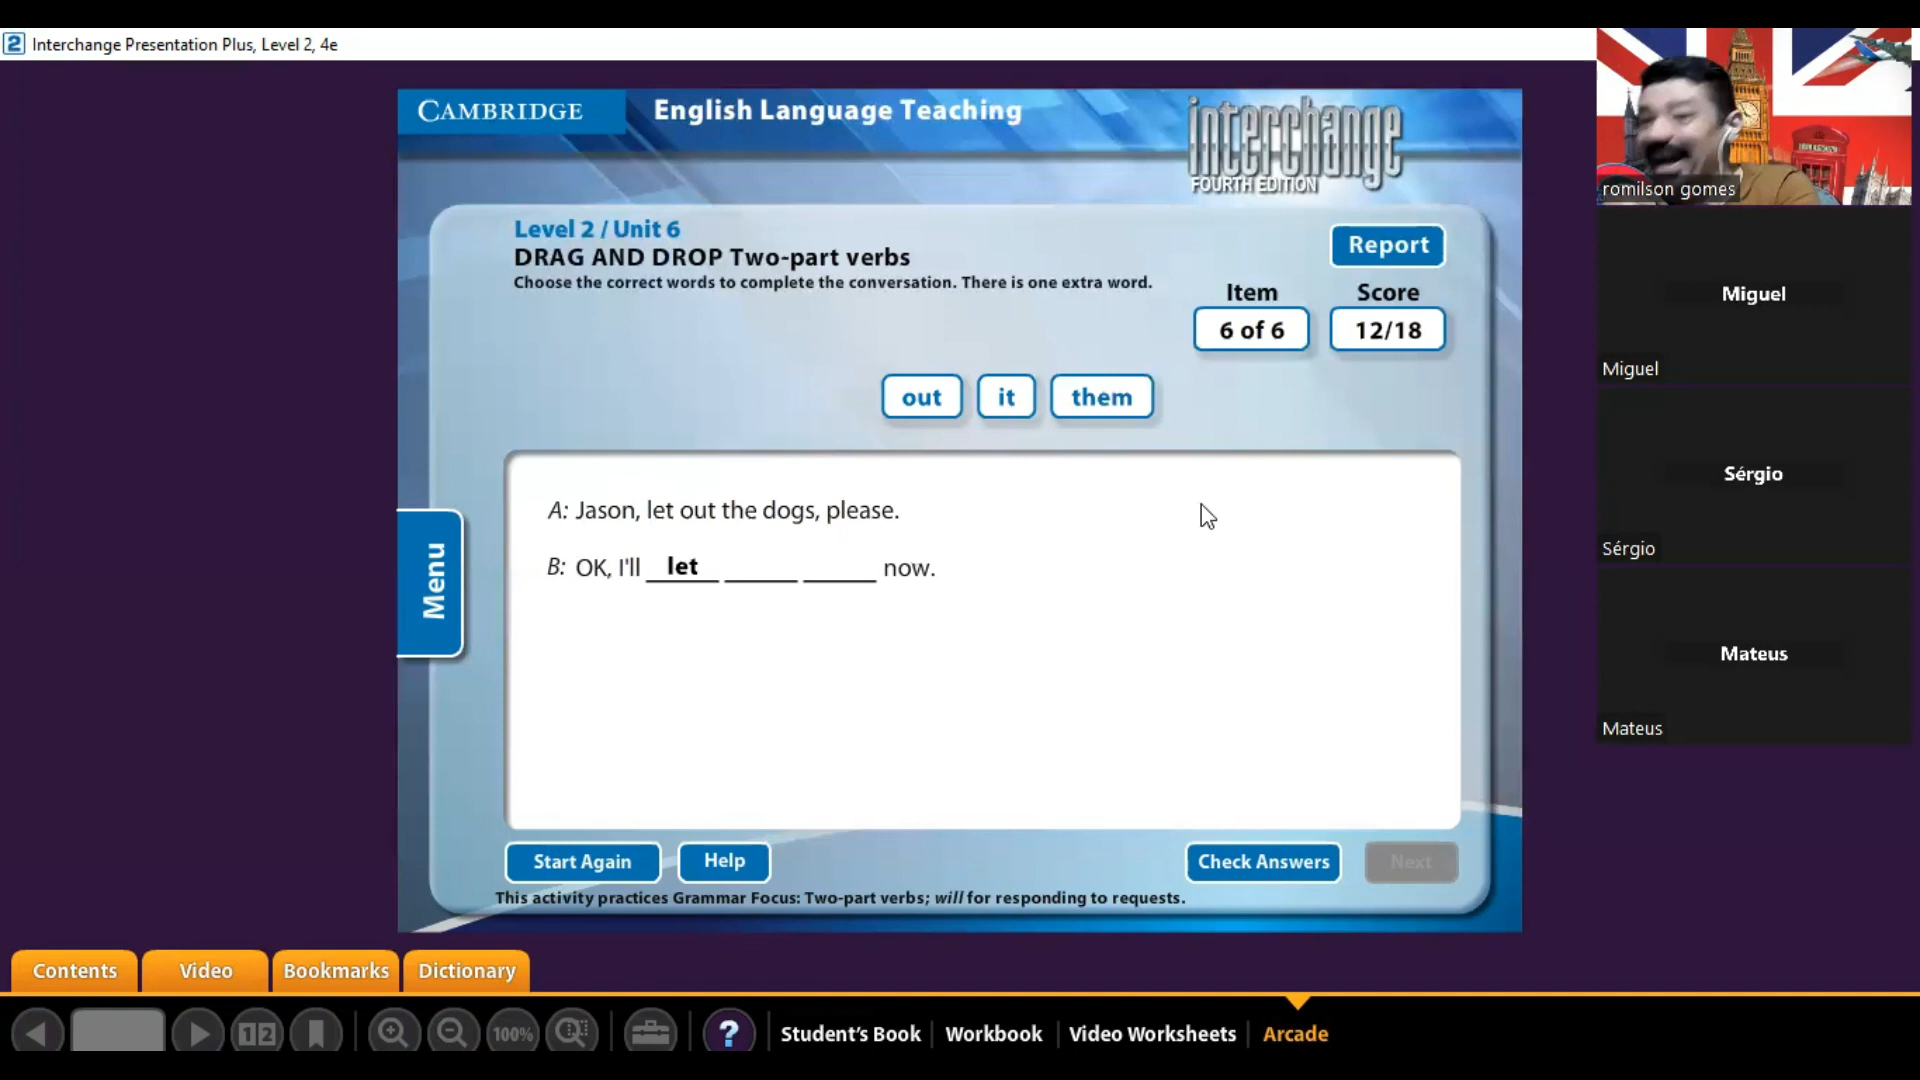 Interchange Presentation Plus, Level 2, 4e
CAMBRIDGE
English Language Teaching
interchange
FOURTH EDITION
Level 2 / Unit 6
DRAG AND DROP Two-part verbs
Choose the correct words to complete the conversation. There is one extra word.
Report
Item
Score
6 of 6
12/18
out
it
them
A: Jason, let out the dogs, please.
B: OK, I'll let ______ ______ now.
Menu
Start Again
Help
Check Answers
Next
This activity practices Grammar Focus: Two-part verbs; will for responding to requests.
Contents
Video
Bookmarks
Dictionary
12
100%
?
Student's Book
Workbook
Video Worksheets
Arcade
romilson gomes
Miguel
Miguel
Sérgio
Sérgio
Mateus
Mateus